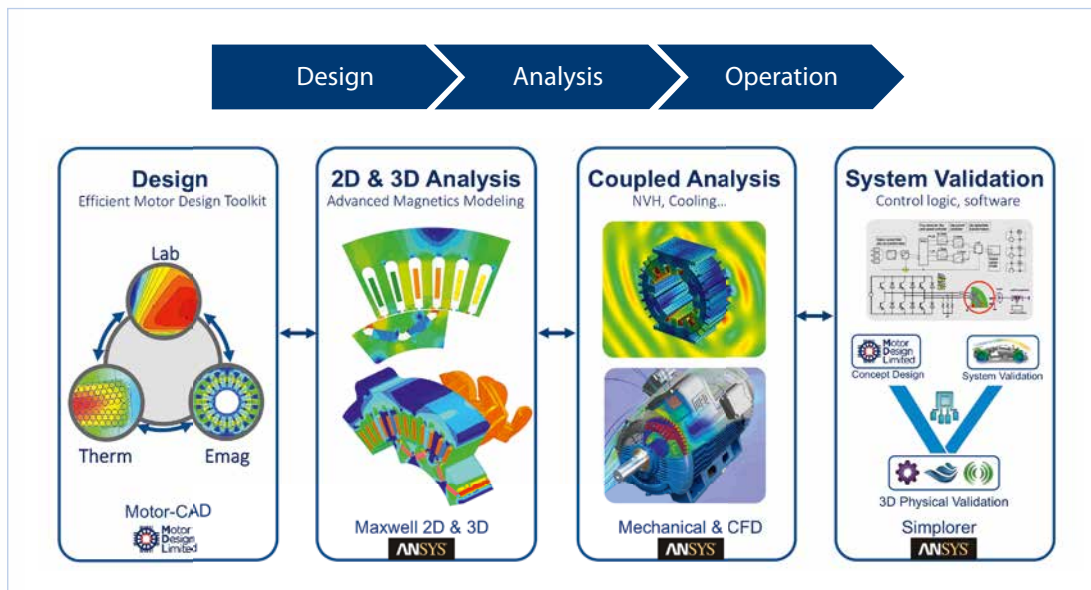 Design
Analysis
Operation
Design
Efficient Motor Design Toolkit
Lab
Therm
Emag
Motor-CAD
Motor
Design
Limited
2D & 3D Analysis
Advanced Magnetics Modeling
Maxwell 2D & 3D
ANSYS
Coupled Analysis
NVH, Cooling...
Mechanical & CFD
ANSYS
System Validation
Control logic, software
Motor
Design
Limited
Concept Design
System Validation
3D Physical Validation
Simplorer
ANSYS